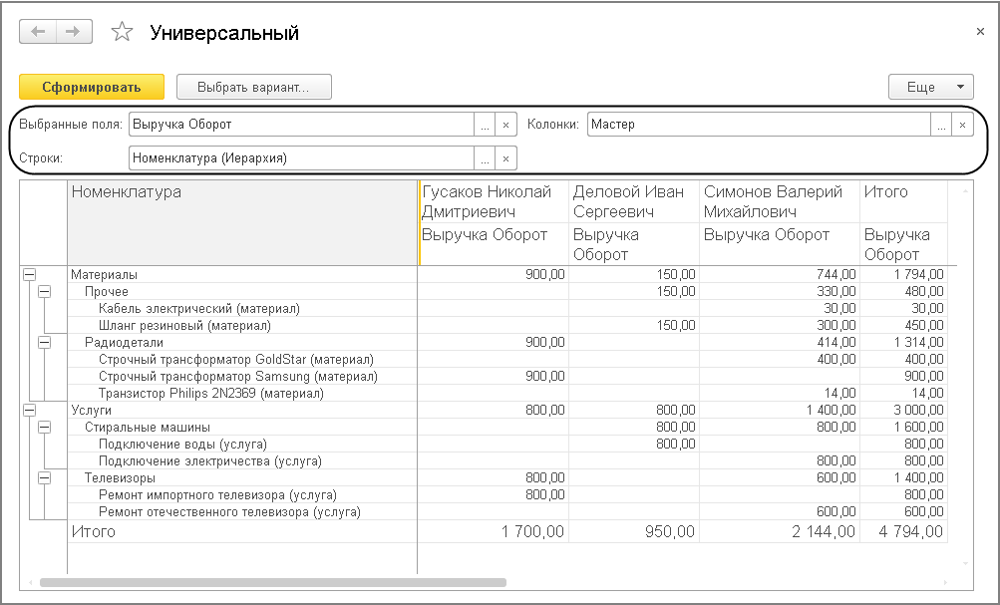 Универсальный
Сформировать Выбрать вариант... Еще
Выбранные поля: Выручка Оборот ... × Колонки: Мастер ... ×
Строки: Номенклатура (Иерархия) ... ×
Номенклатура Гусаков Николай Деловой Иван Симонов Валерий Итого
Дмитриевич Сергеевич Михайлович
Выручка Оборот Выручка Выручка Оборот Выручка
Оборот Оборот
Материалы 900,00 150,00 744,00 1 794,00
Прочее 150,00 330,00 480,00
Кабель электрический (материал) 30,00 30,00
Шланг резиновый (материал) 150,00 300,00 450,00
Радиодетали 900,00 414,00 1 314,00
Строчный трансформатор GoldStar (материал) 400,00 400,00
Строчный трансформатор Samsung (материал) 900,00 900,00
Транзистор Philips 2N2369 (материал) 14,00 14,00
Услуги 800,00 800,00 1 400,00 3 000,00
Стиральные машины 800,00 800,00 1 600,00
Подключение воды (услуга) 800,00 800,00
Подключение электричества (услуга) 800,00 800,00
Телевизоры 800,00 600,00 1 400,00
Ремонт импортного телевизора (услуга) 800,00 800,00
Ремонт отечественного телевизора (услуга) 600,00 600,00
Итого 1 700,00 950,00 2 144,00 4 794,00